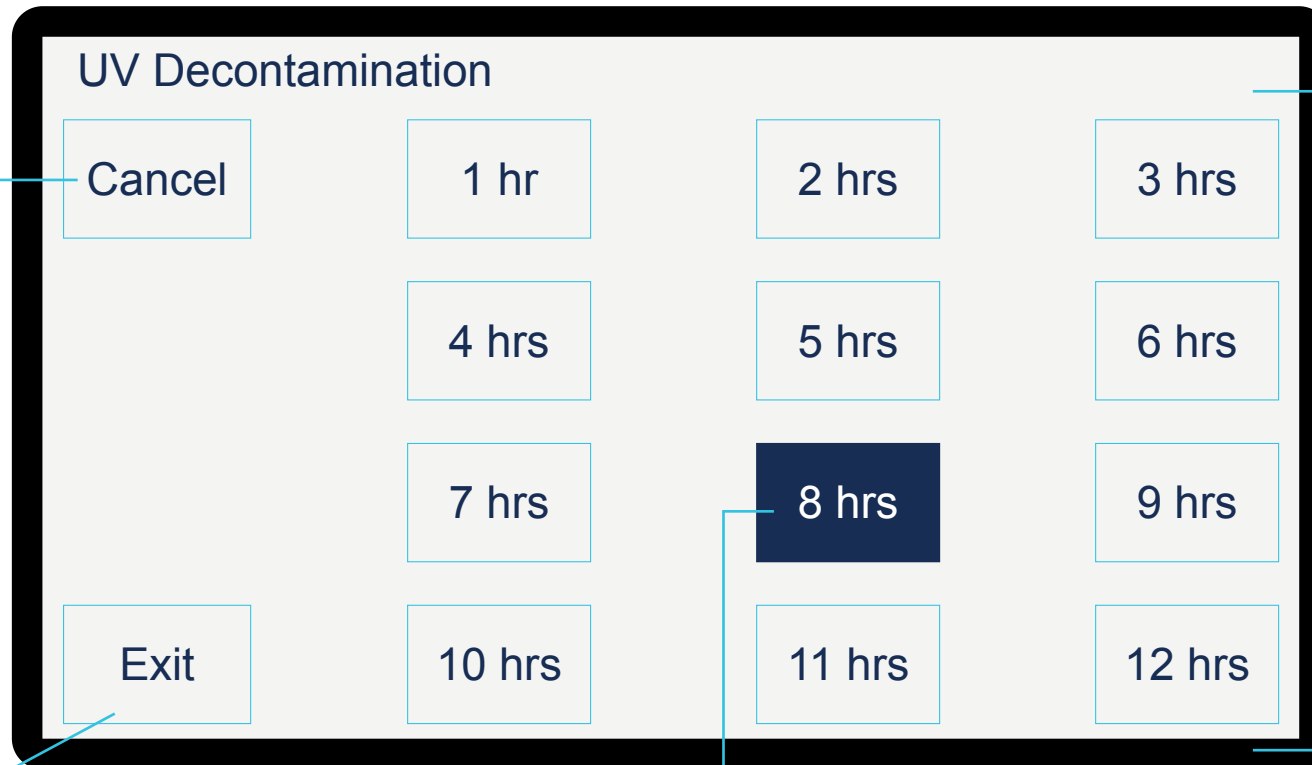 UV Decontamination
Cancel
1 hr
2 hrs
3 hrs
4 hrs
5 hrs
6 hrs
7 hrs
8 hrs
9 hrs
Exit
10 hrs
11 hrs
12 hrs